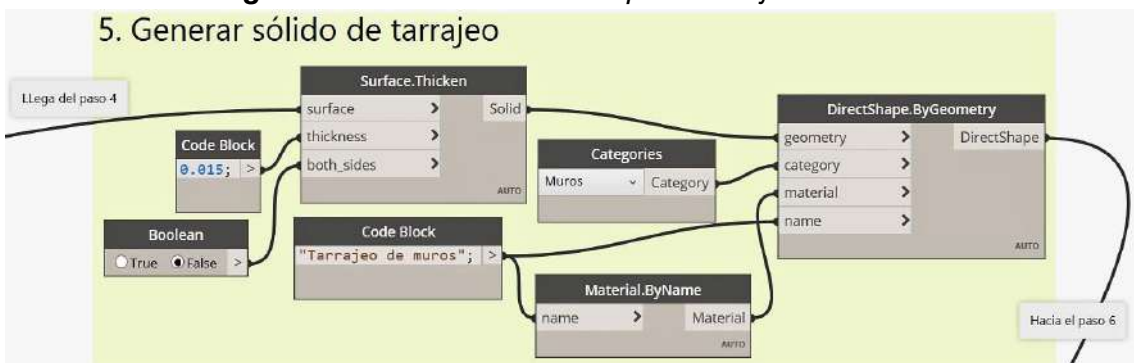 5. Generar sólido de tarrajeo
LLega del paso 4
Surface.Thicken
surface > Solid
thickness >
both_sides >
AUTO
Code Block
0.015; >
Boolean
True False >
Code Block
"Tarrajeo de muros"; >
Categories
Muros Category
Material.ByName
name > Material
AUTO
DirectShape.ByGeometry
geometry > DirectShape
category >
material >
name >
AUTO
Hacia el paso 6